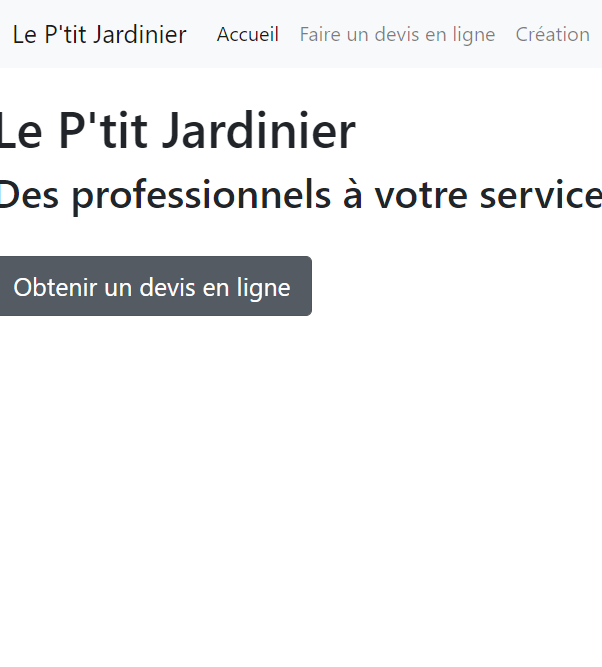 Le P'tit Jardinier Accueil Faire un devis en ligne Création
Le P'tit Jardinier
Des professionnels à votre service
Obtenir un devis en ligne